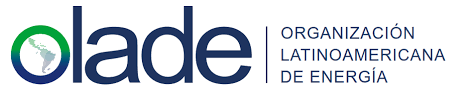 olade
ORGANIZACIÓN
LATINOAMERICANA
DE ENERGÍA